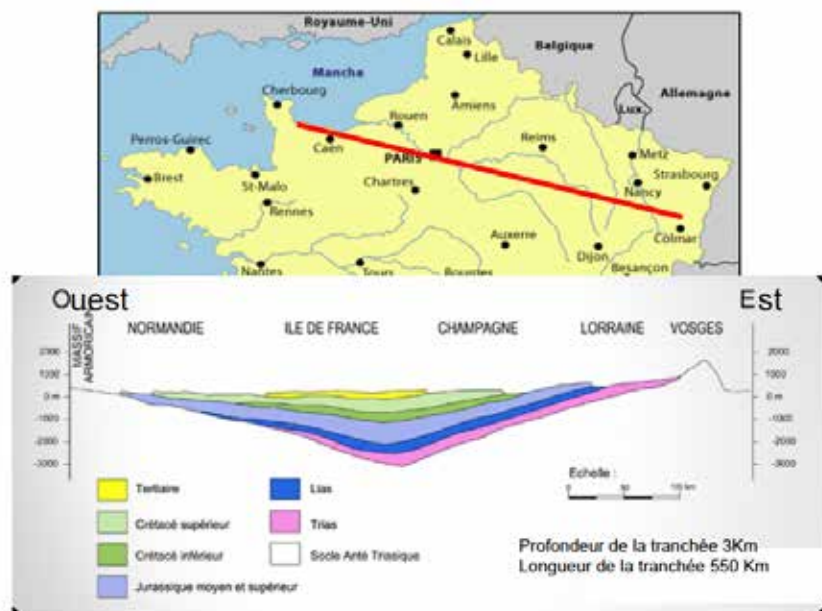 Royaume-Uni
Calais
Belgique
Lille
Manche
Allemagne
Cherbourg
Lux.
Amiens
Rouen
Perros-Guirec
Caen
Reims
Metz
PARIS
Strasbourg
Brest
St-Malo
Chartres
Nancy
Rennes
Colmar
Auxerre
Dijon
Nantes
Tours
Bourges
Besançon
Ouest
Est
MASSIF
ARMORICAIN
NORMANDIE
ILE DE FRANCE
CHAMPAGNE
LORRAINE
VOSGES
2000
1000
0 m
-1000
-2000
-3000
2000
1000
0 m
-1000
-2000
-3000
Tertiaire
Crétacé supérieur
Crétacé inférieur
Jurassique moyen et supérieur
Lias
Trias
Socle Anté Triasique
Echelle :
0 50 100 km
Profondeur de la tranchée 3Km
Longueur de la tranchée 550 Km